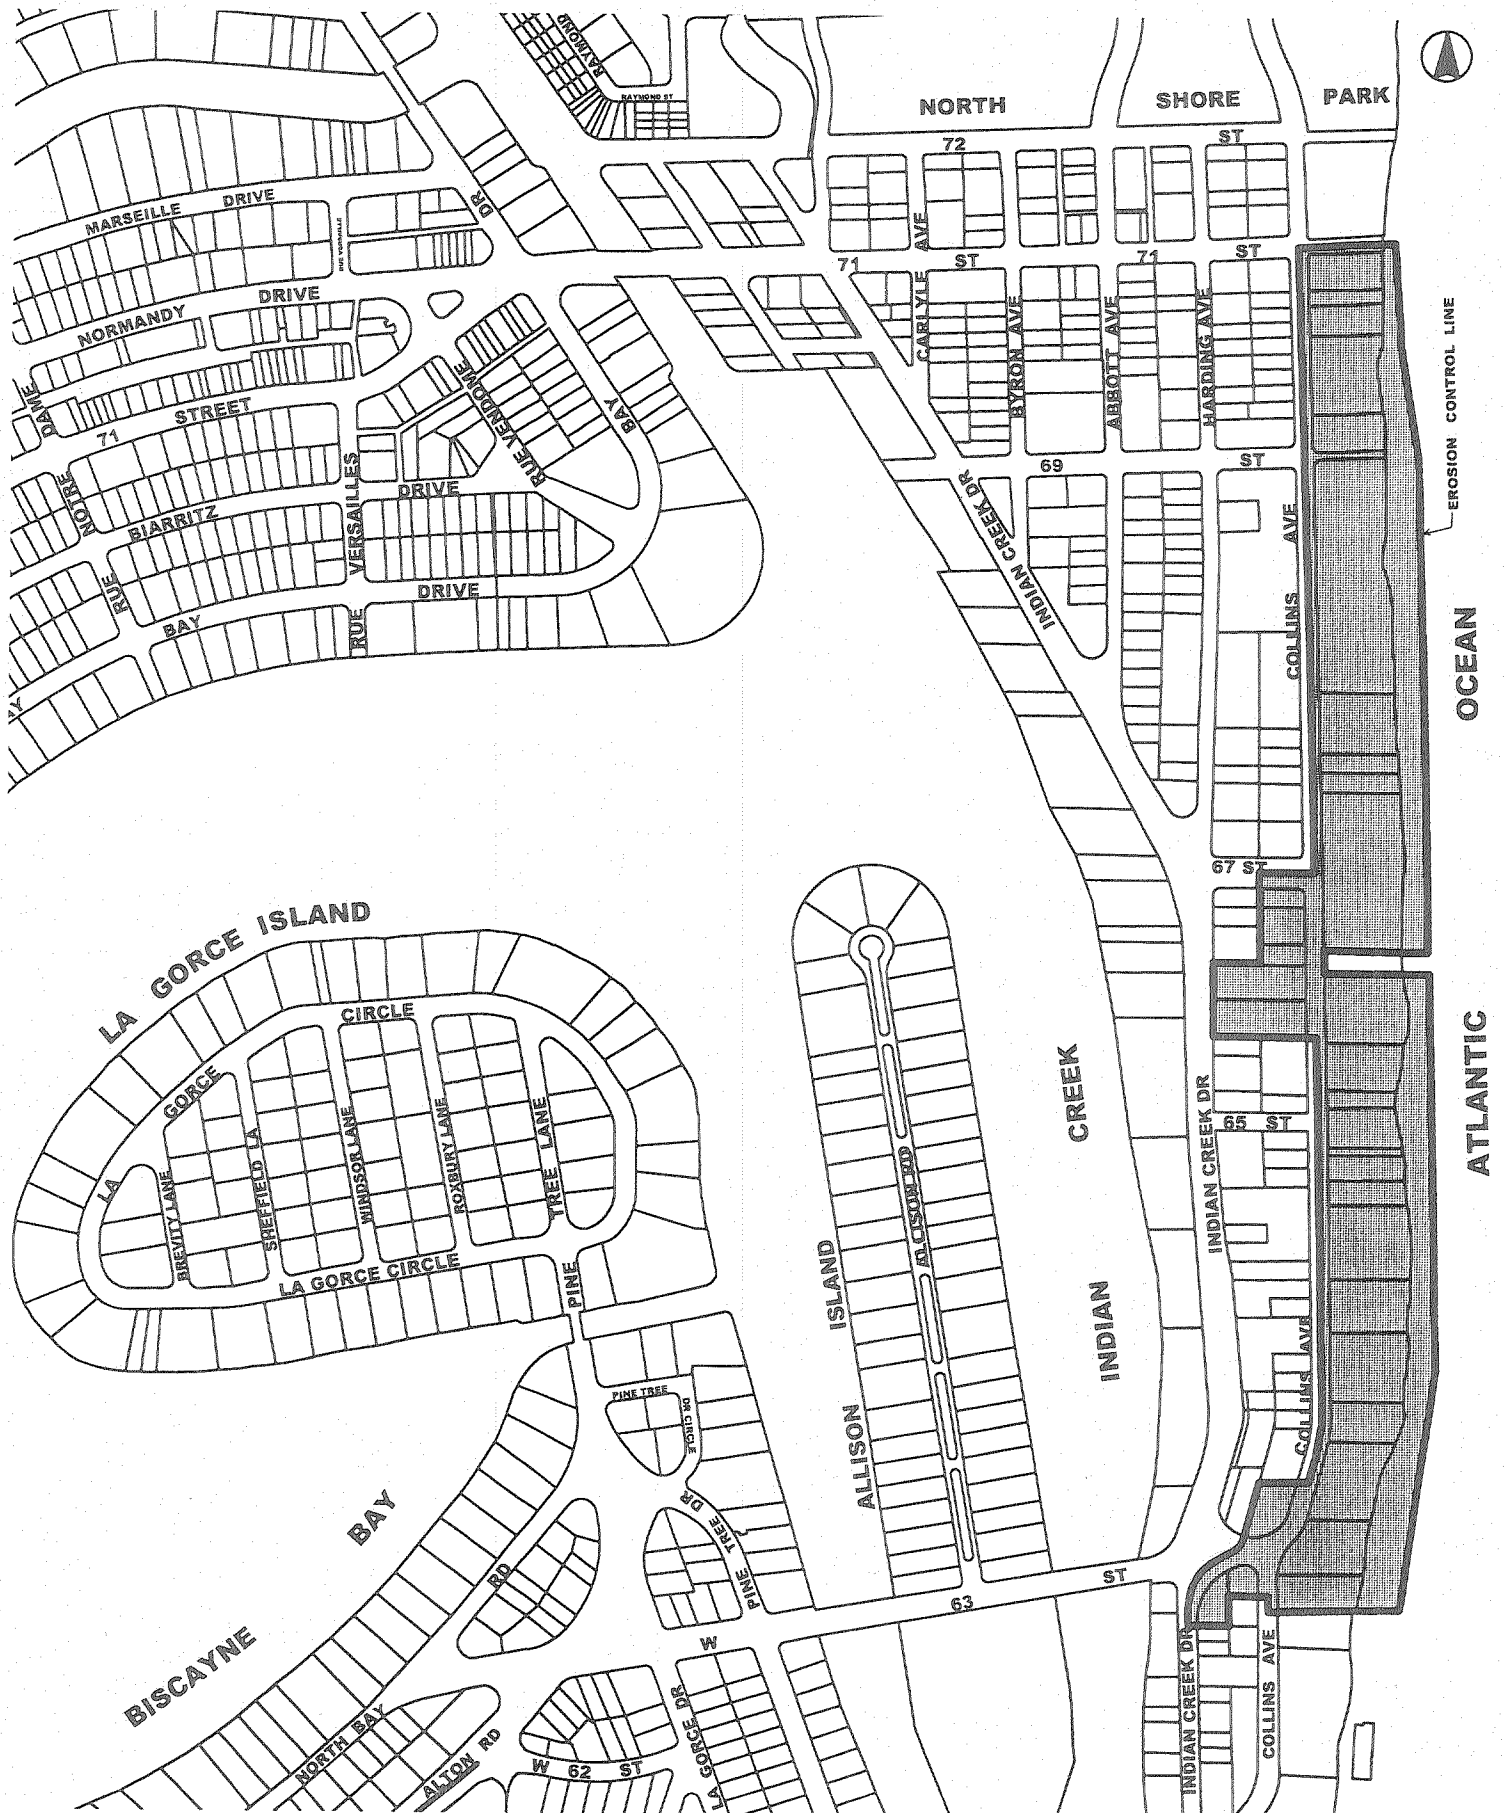 RAYMOND
RAYMOND ST
NORTH SHORE PARK
72 ST
MARSEILLE DRIVE
DR
AVE
71 ST 71 ST
NORMANDY DRIVE
CARLYLE
BYRON AVE
ABBOTT AVE
HARDING AVE
EROSION CONTROL LINE
DAME
71 STREET
RUE VENDOME
BAY
NOTRE
BIARRITZ DRIVE
VERSAILLES
69 ST
INDIAN CREEK DR
INDIAN CREEK DR
COLLINS AVE
RUE
BAY DRIVE
RUE
OCEAN
67 ST
LA GORCE ISLAND
LA GORCE CIRCLE
BREVITY LANE
SHEFFIELD LA
WINDSOR LANE
ROXBURY LANE
TREE LANE
LA GORCE CIRCLE
PINE
ALLISON RD
ALLISON ISLAND
INDIAN CREEK
INDIAN CREEK DR
65 ST
ATLANTIC
COLLINS AVE
PINE TREE
DR CIRCLE
PINE TREE DR
BISCAYNE BAY
RD
W 63 ST
NORTH BAY
ALTON RD
W 62 ST
LA GORCE DR
INDIAN CREEK DR
COLLINS AVE